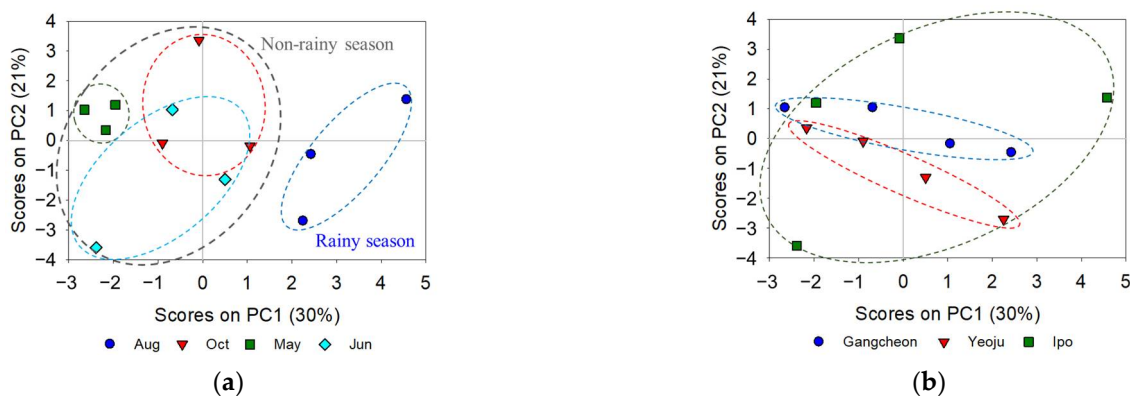 4
3
2
1
0
−1
−2
−3
−4
Scores on PC2 (21%)
Non-rainy season
Rainy season
−3 −2 −1 0 1 2 3 4 5
Scores on PC1 (30%)
Aug Oct May Jun
(a)
4
3
2
1
0
−1
−2
−3
−4
Scores on PC2 (21%)
−3 −2 −1 0 1 2 3 4 5
Scores on PC1 (30%)
Gangcheon Yeoju Ipo
(b)